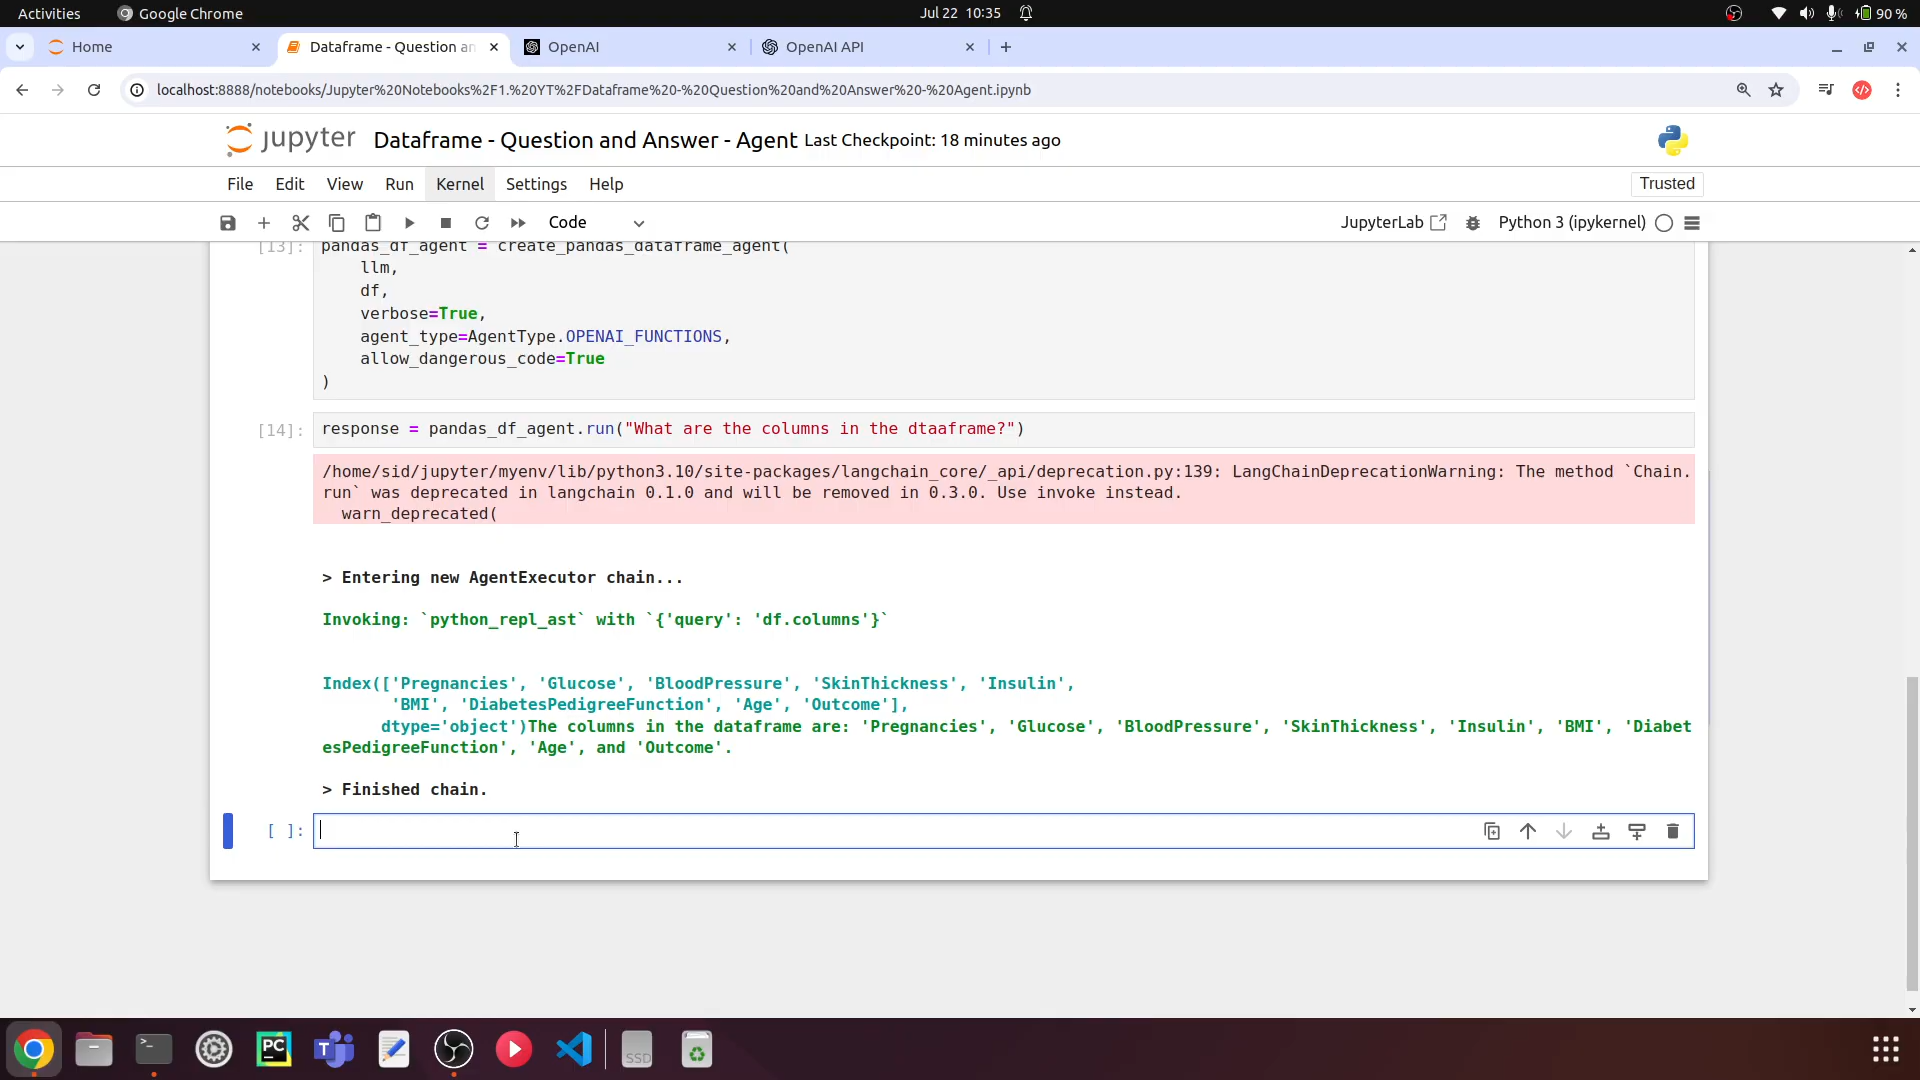 Activities
Google Chrome
Jul 22 10:35
90 %
Home
Dataframe - Question an
OpenAI
OpenAI API
localhost:8888/notebooks/Jupyter%20Notebooks%2F1.%20YT%2FDataframe%20-%20Question%20and%20Answer%20-%20Agent.ipynb
jupyter
Dataframe - Question and Answer - Agent Last Checkpoint: 18 minutes ago
File Edit View Run Kernel Settings Help
Trusted
Code
JupyterLab
Python 3 (ipykernel)
[13]: pandas_df_agent = create_pandas_dataframe_agent(
llm,
df,
verbose=True,
agent_type=AgentType.OPENAI_FUNCTIONS,
allow_dangerous_code=True
)
[14]: response = pandas_df_agent.run("What are the columns in the dtaaframe?")
/home/sid/jupyter/myenv/lib/python3.10/site-packages/langchain_core/_api/deprecation.py:139: LangChainDeprecationWarning: The method `Chain.
run` was deprecated in langchain 0.1.0 and will be removed in 0.3.0. Use invoke instead.
warn_deprecated(
> Entering new AgentExecutor chain...
Invoking: `python_repl_ast` with `{'query': 'df.columns'}`
Index(['Pregnancies', 'Glucose', 'BloodPressure', 'SkinThickness', 'Insulin',
'BMI', 'DiabetesPedigreeFunction', 'Age', 'Outcome'],
dtype='object')The columns in the dataframe are: 'Pregnancies', 'Glucose', 'BloodPressure', 'SkinThickness', 'Insulin', 'BMI', 'Diabet
esPedigreeFunction', 'Age', and 'Outcome'.
> Finished chain.
[ ]:
PC
T
SSD